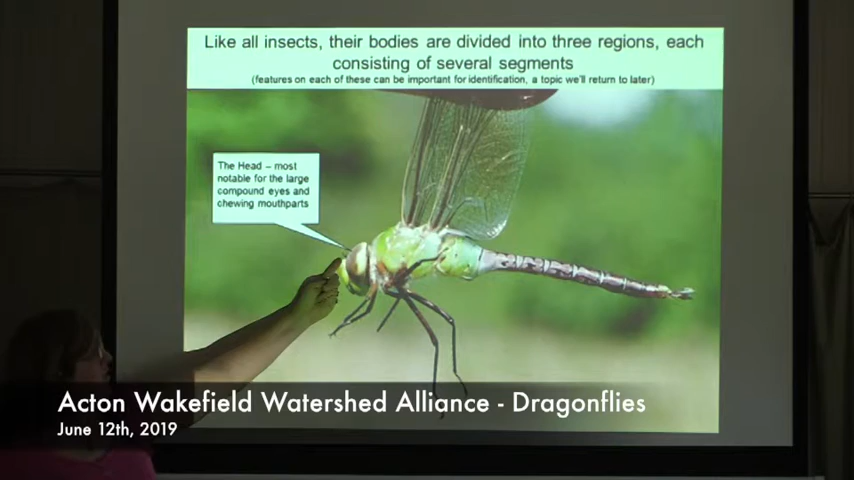 Like all insects, their bodies are divided into three regions, each
consisting of several segments
(features on each of these can be important for identification, a topic we'll return to later)
The Head – most
notable for the large
compound eyes and
chewing mouthparts
Acton Wakefield Watershed Alliance - Dragonflies
June 12th, 2019